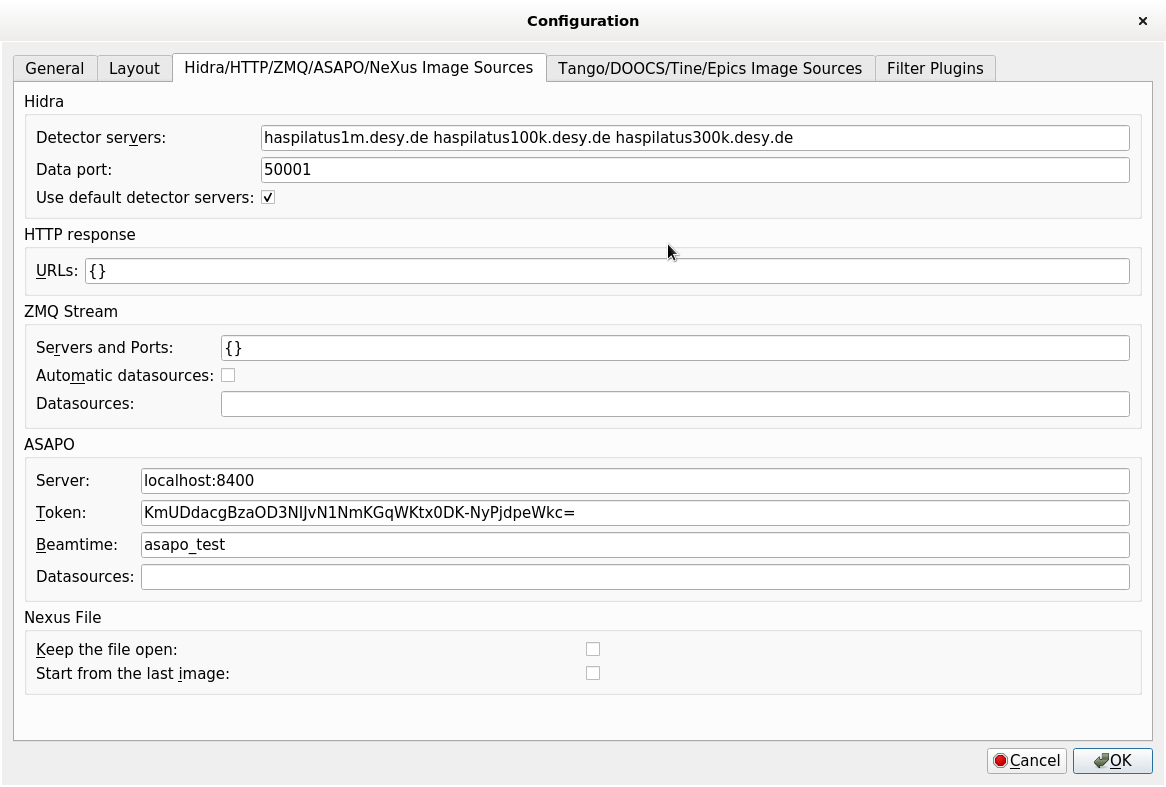 Configuration
General Layout Hidra/HTTP/ZMQ/ASAPO/NeXus Image Sources Tango/DOOCS/Tine/Epics Image Sources Filter Plugins
Hidra
Detector servers: haspilatus1m.desy.de haspilatus100k.desy.de haspilatus300k.desy.de
Data port: 50001
Use default detector servers:
HTTP response
URLs: {}
ZMQ Stream
Servers and Ports: {}
Automatic datasources:
Datasources:
ASAPO
Server: localhost:8400
Token: KmUDdacgBzaOD3NIJvN1NmKGqWKtx0DK-NyPjdpeWkc=
Beamtime: asapo_test
Datasources:
Nexus File
Keep the file open:
Start from the last image:
Cancel OK